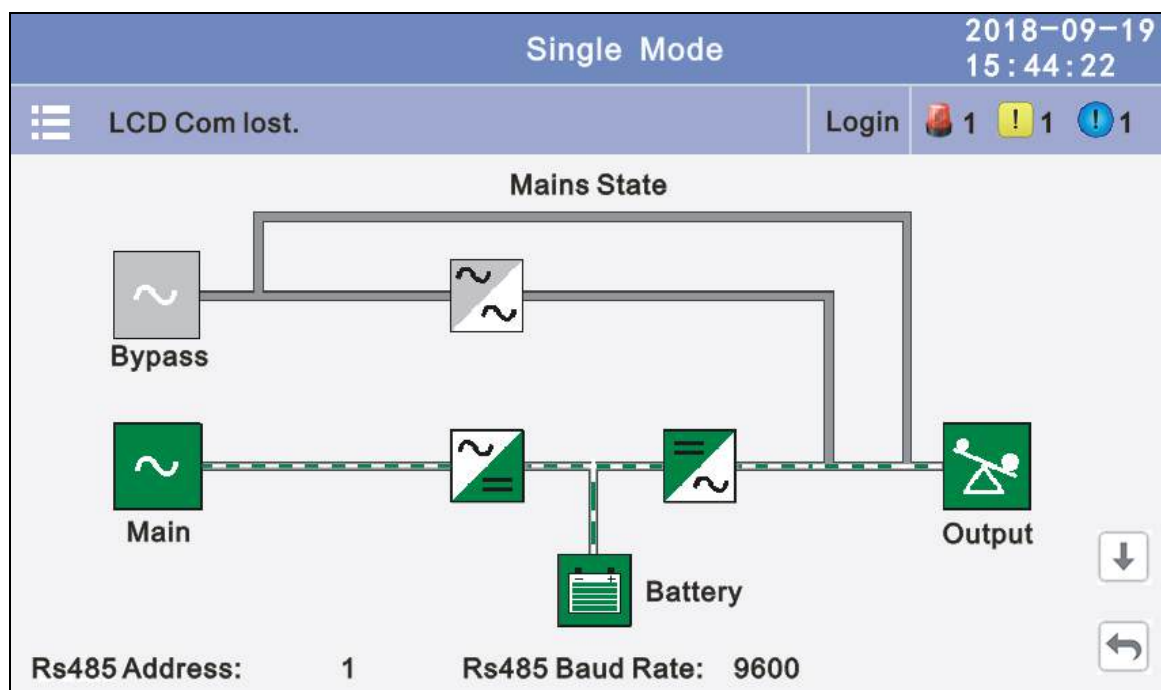 Single Mode
2018-09-19
15:44:22
LCD Com lost.
Login
1
1
1
Mains State
Bypass
Main
Output
Battery
Rs485 Address: 1
Rs485 Baud Rate: 9600